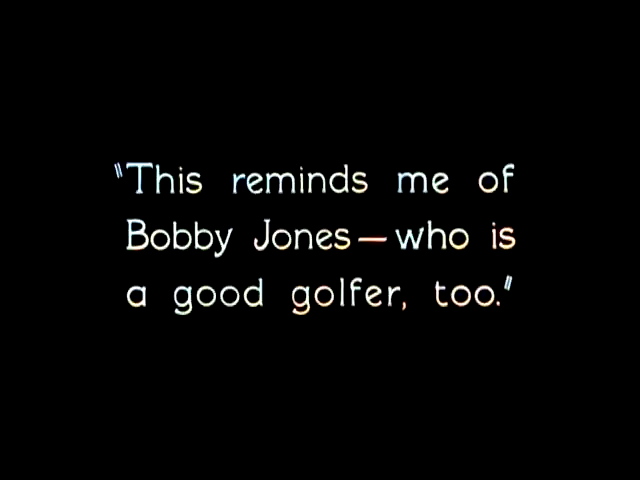 "This reminds me of
Bobby Jones—who is
a good golfer, too."